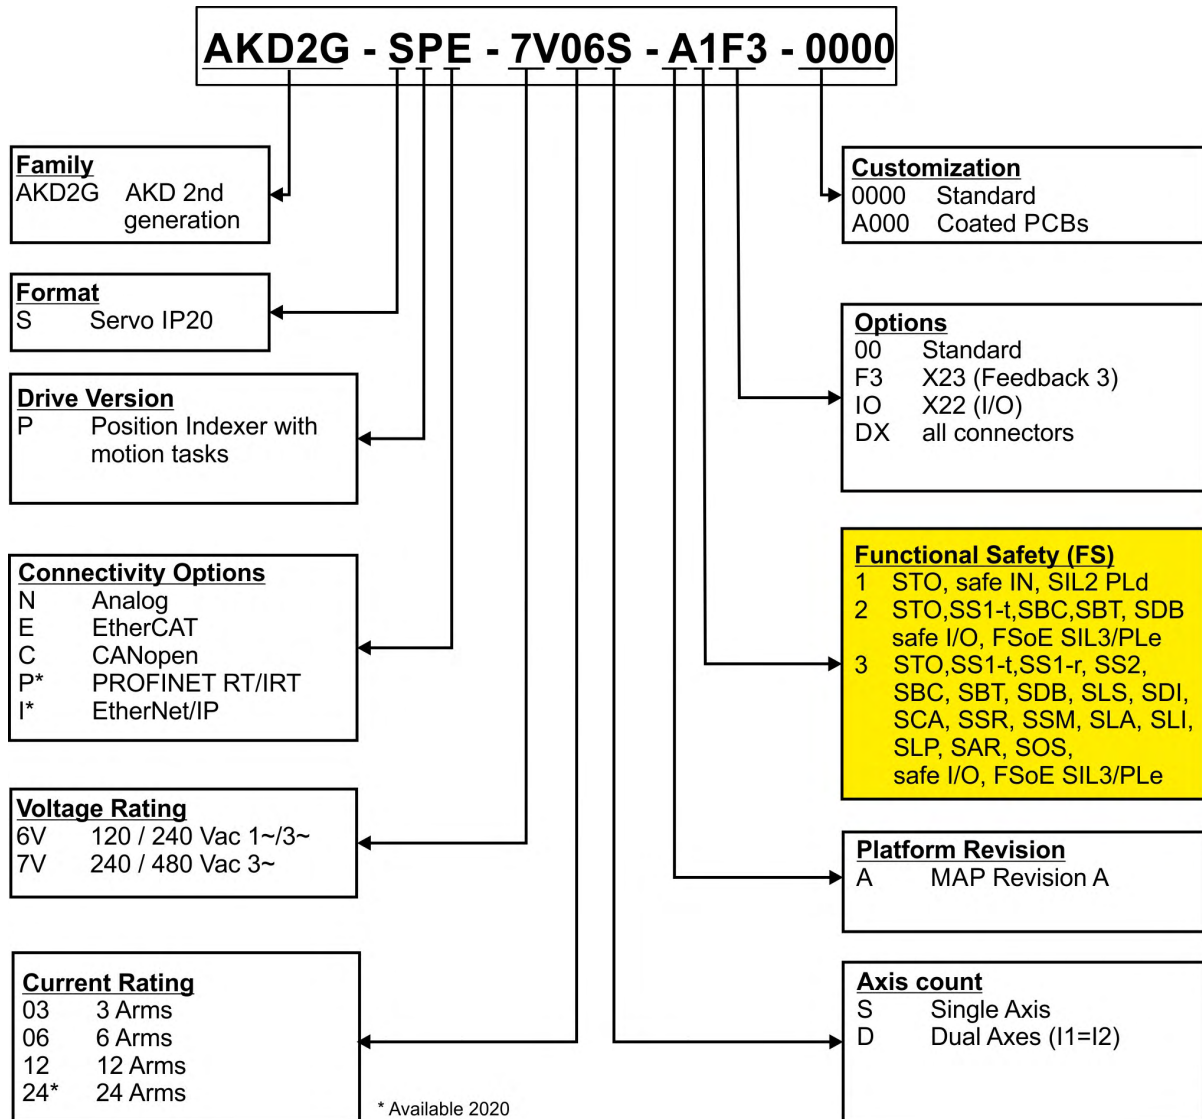 AKD2G - SPE - 7V06S - A1F3 - 0000
Family
AKD2G AKD 2nd
generation
Format
S Servo IP20
Drive Version
P Position Indexer with
motion tasks
Connectivity Options
N Analog
E EtherCAT
C CANopen
P* PROFINET RT/IRT
I* EtherNet/IP
Voltage Rating
6V 120 / 240 Vac 1~/3~
7V 240 / 480 Vac 3~
Current Rating
03 3 Arms
06 6 Arms
12 12 Arms
24* 24 Arms
* Available 2020
Customization
0000 Standard
A000 Coated PCBs
Options
00 Standard
F3 X23 (Feedback 3)
IO X22 (I/O)
DX all connectors
Functional Safety (FS)
1 STO, safe IN, SIL2 PLd
2 STO,SS1-t,SBC,SBT, SDB
safe I/O, FSoE SIL3/PLe
3 STO,SS1-t,SS1-r, SS2,
SBC, SBT, SDB, SLS, SDI,
SCA, SSR, SSM, SLA, SLI,
SLP, SAR, SOS,
safe I/O, FSoE SIL3/PLe
Platform Revision
A MAP Revision A
Axis count
S Single Axis
D Dual Axes (I1=I2)